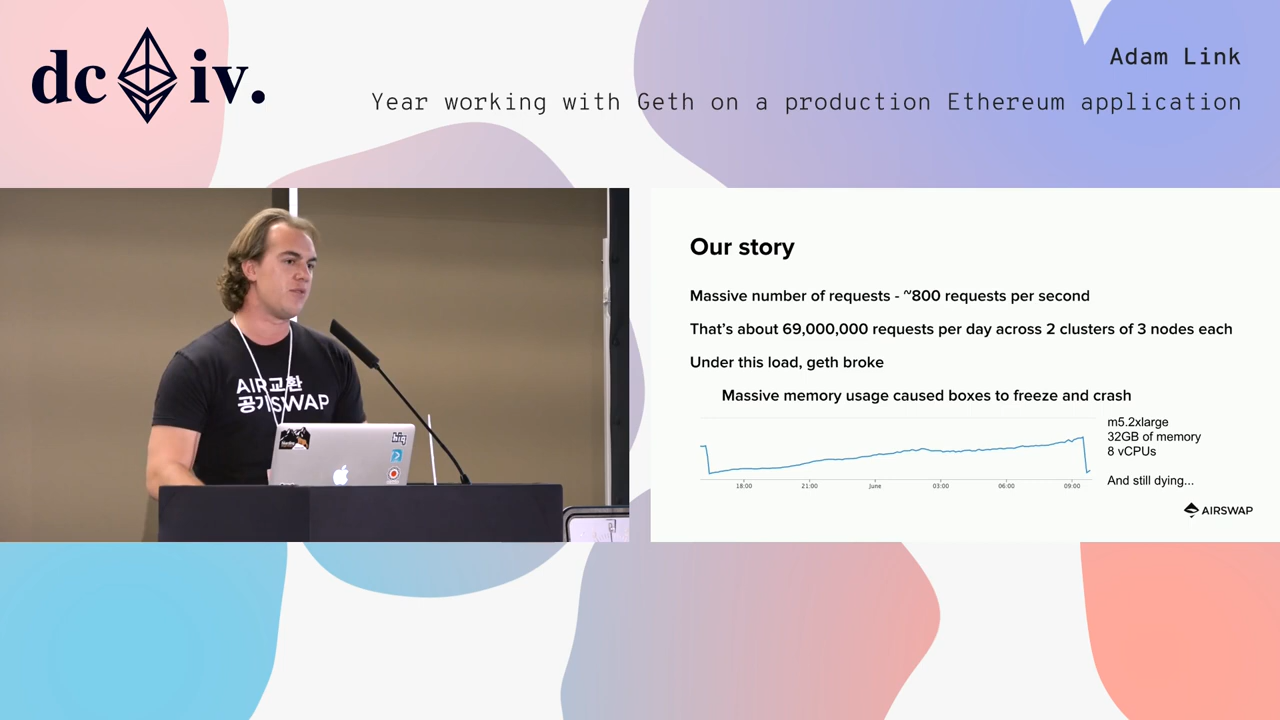 dc iv.
Adam Link
Year working with Geth on a production Ethereum application
AIR교환
공기SWAP
Our story
Massive number of requests - ~800 requests per second
That's about 69,000,000 requests per day across 2 clusters of 3 nodes each
Under this load, geth broke
Massive memory usage caused boxes to freeze and crash
m5.2xlarge
32GB of memory
8 vCPUs
And still dying...
18:00 21:00 June 03:00 06:00 09:00
AIRSWAP